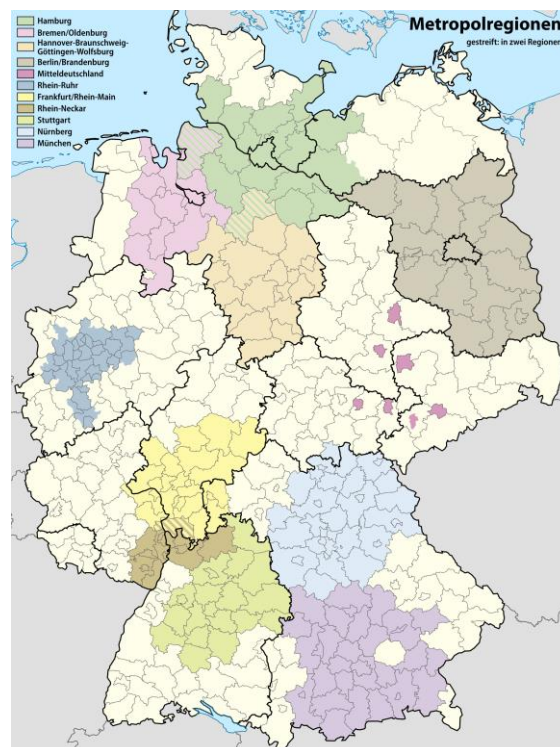 Metropolregionen
gestreift: in zwei Regionen
Hamburg
Bremen/Oldenburg
Hannover-Braunschweig-
Göttingen-Wolfsburg
Berlin/Brandenburg
Mitteldeutschland
Rhein-Ruhr
Frankfurt/Rhein-Main
Rhein-Neckar
Stuttgart
Nürnberg
München